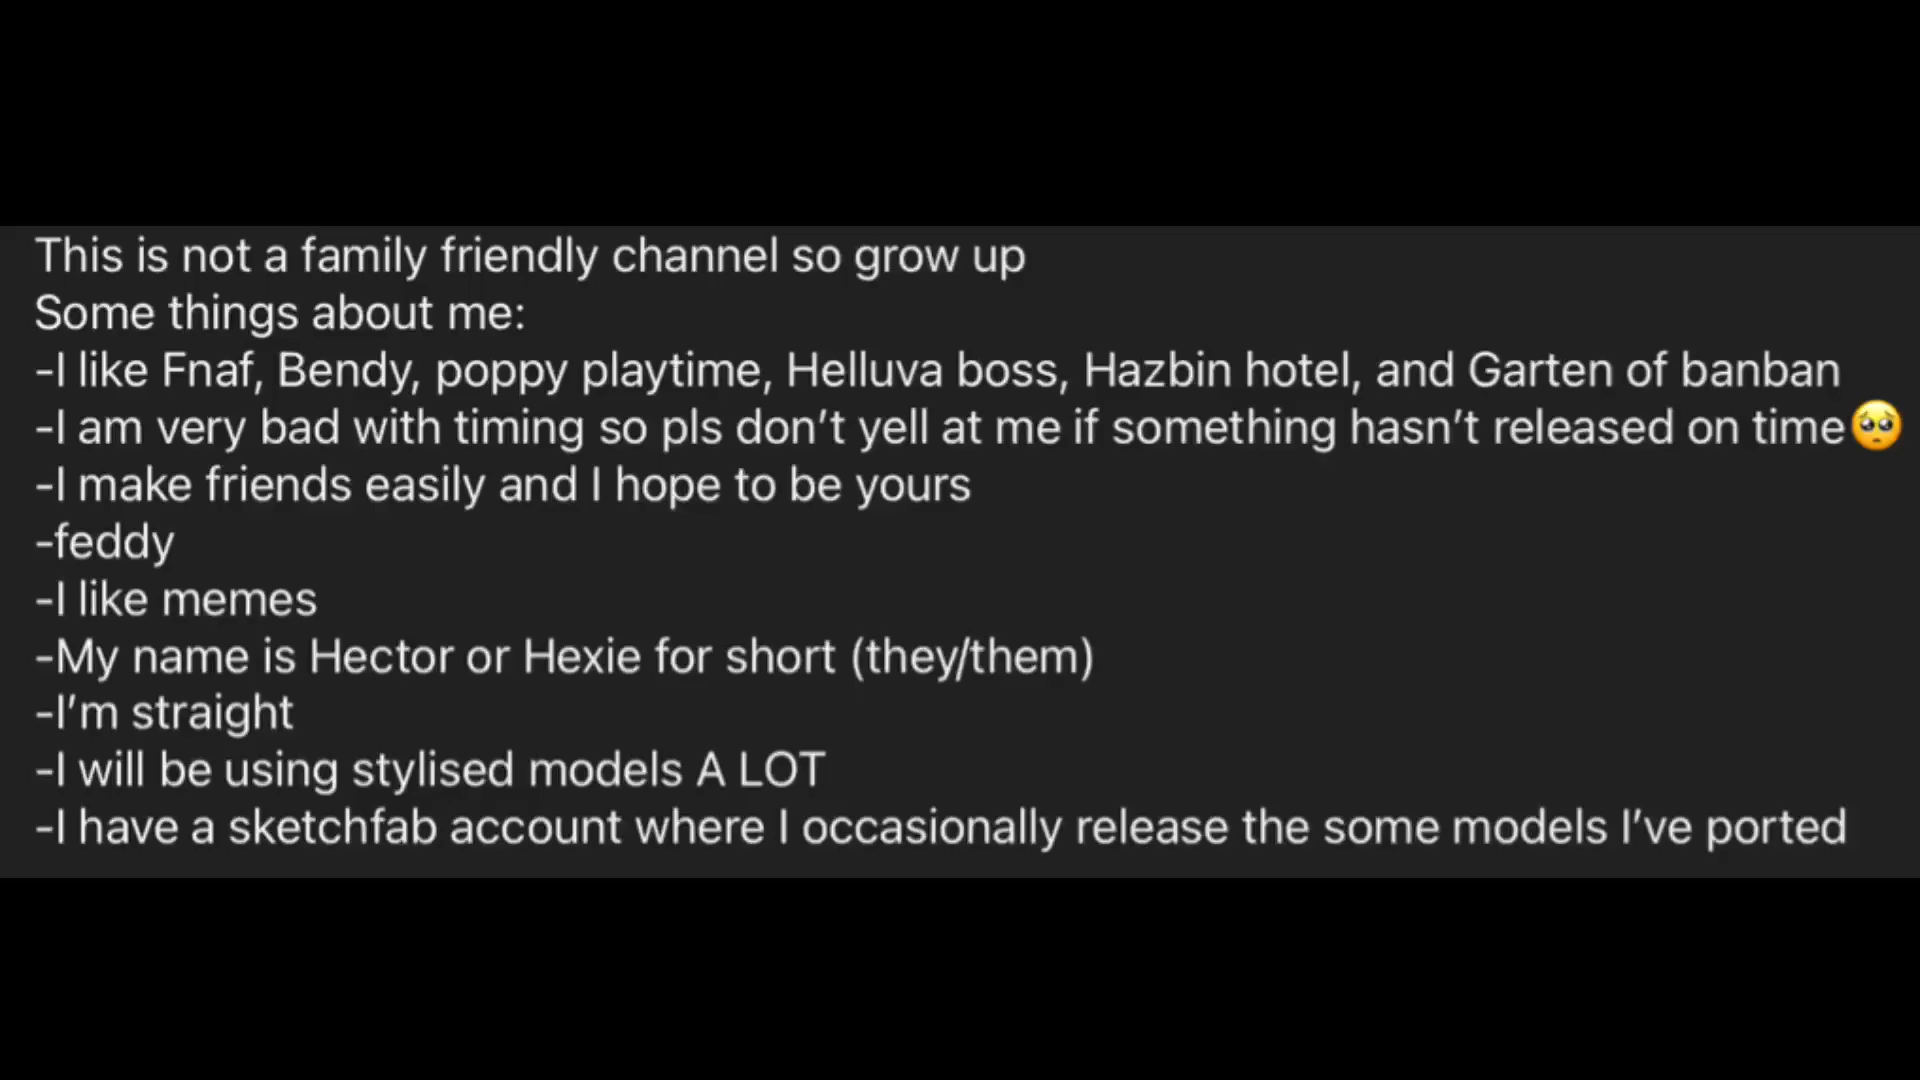 This is not a family friendly channel so grow up
Some things about me:
-I like Fnaf, Bendy, poppy playtime, Helluva boss, Hazbin hotel, and Garten of banban
-I am very bad with timing so pls don’t yell at me if something hasn’t released on time🥺
-I make friends easily and I hope to be yours
-feddy
-I like memes
-My name is Hector or Hexie for short (they/them)
-I’m straight
-I will be using stylised models A LOT
-I have a sketchfab account where I occasionally release the some models I’ve ported